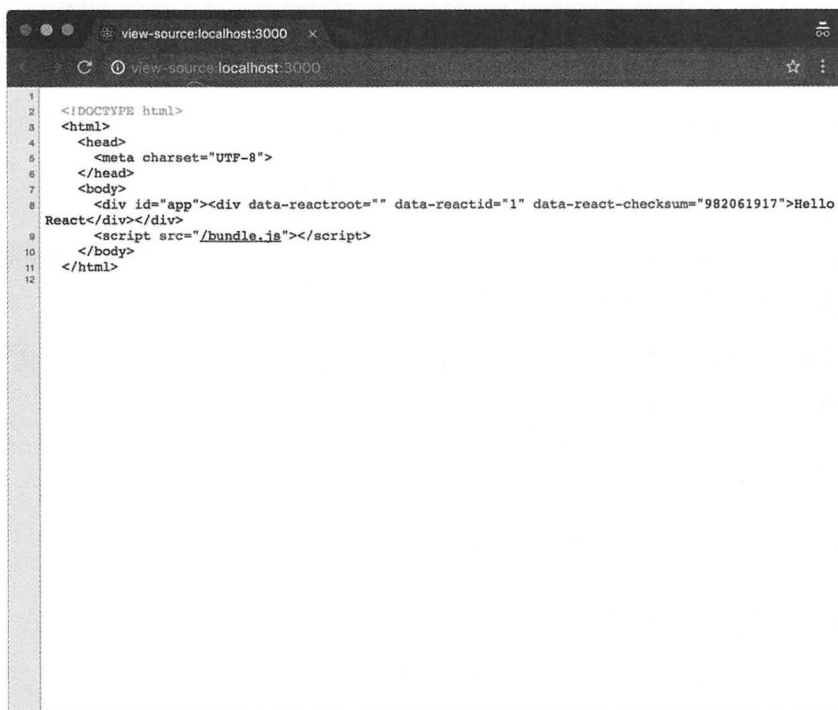 view-source:localhost:3000 ×
view-source:localhost:3000
1
2 <!DOCTYPE html>
3 <html>
4 <head>
5 <meta charset="UTF-8">
6 </head>
7 <body>
8 <div id="app"><div data-reactroot="" data-reactid="1" data-react-checksum="982061917">Hello
React</div></div>
9 <script src="/bundle.js"></script>
10 </body>
11 </html>
12